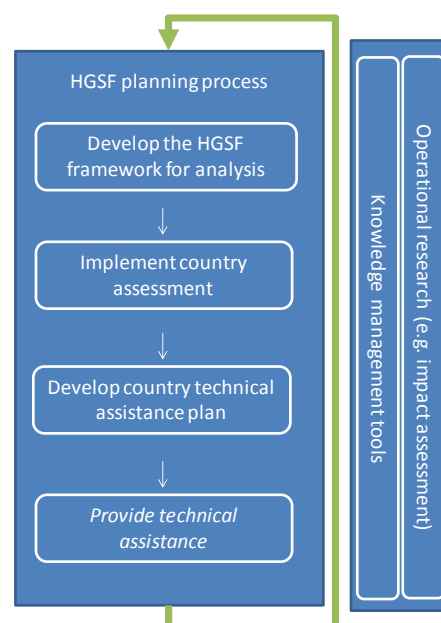 HGSF planning process
Develop the HGSF
framework for analysis
Implement country
assessment
Develop country technical
assistance plan
Provide technical
assistance
Knowledge management tools
Operational research (e.g. impact assessment)